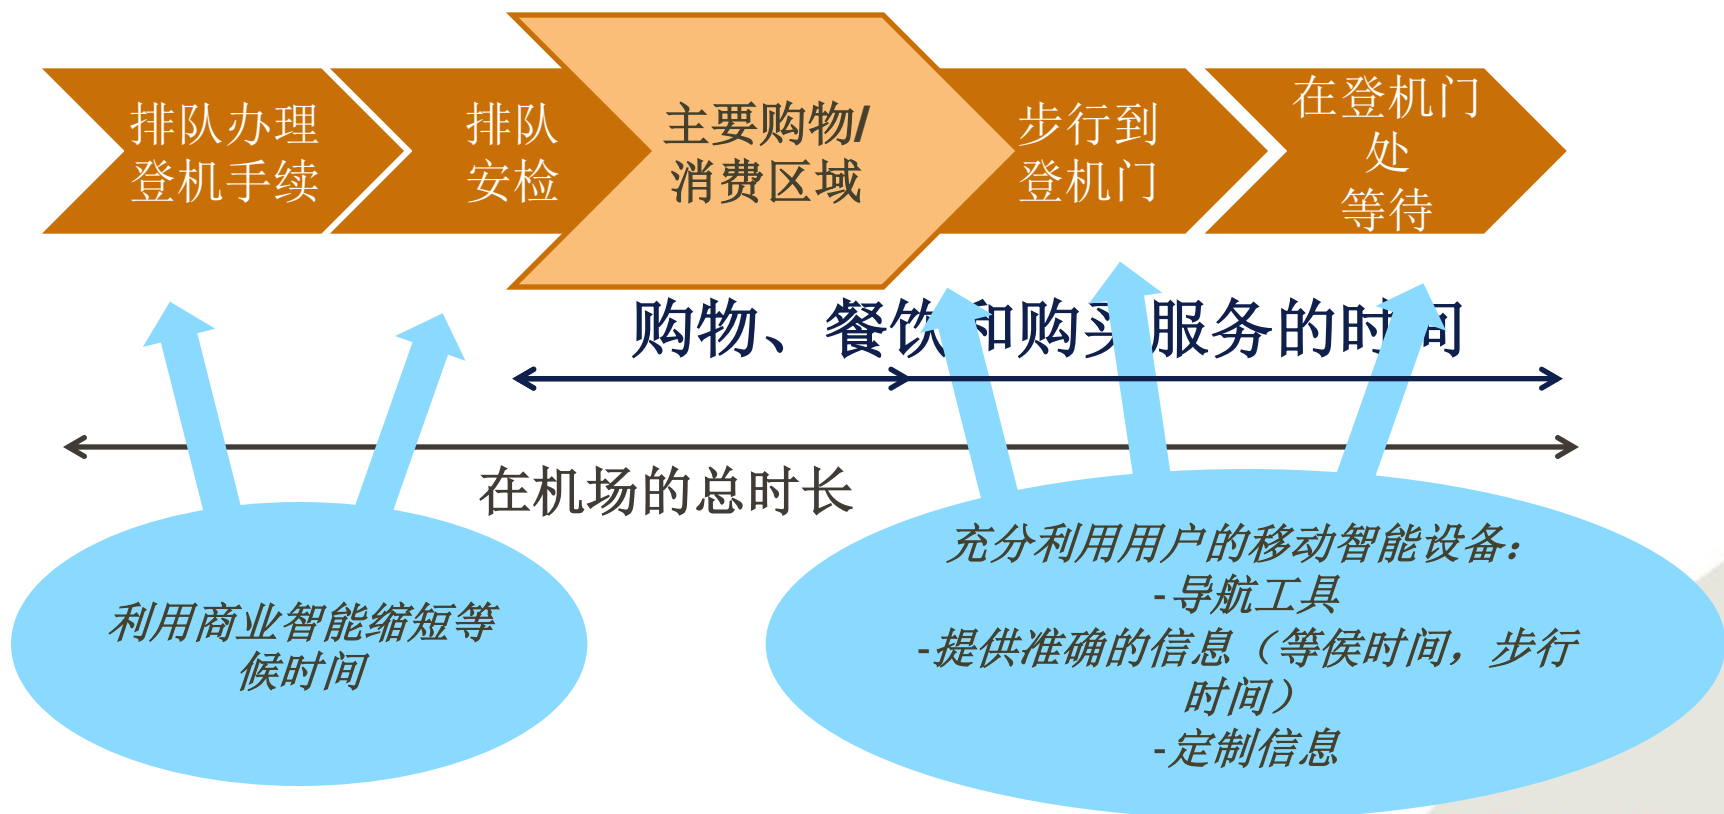 排队办理
登机手续
排队
安检
主要购物/
消费区域
步行到
登机门
在登机门
处
等待
购物、餐饮和购买服务的时间
在机场的总时长
利用商业智能缩短等
候时间
充分利用用户的移动智能设备：
-导航工具
-提供准确的信息（等侯时间，步行
时间）
-定制信息